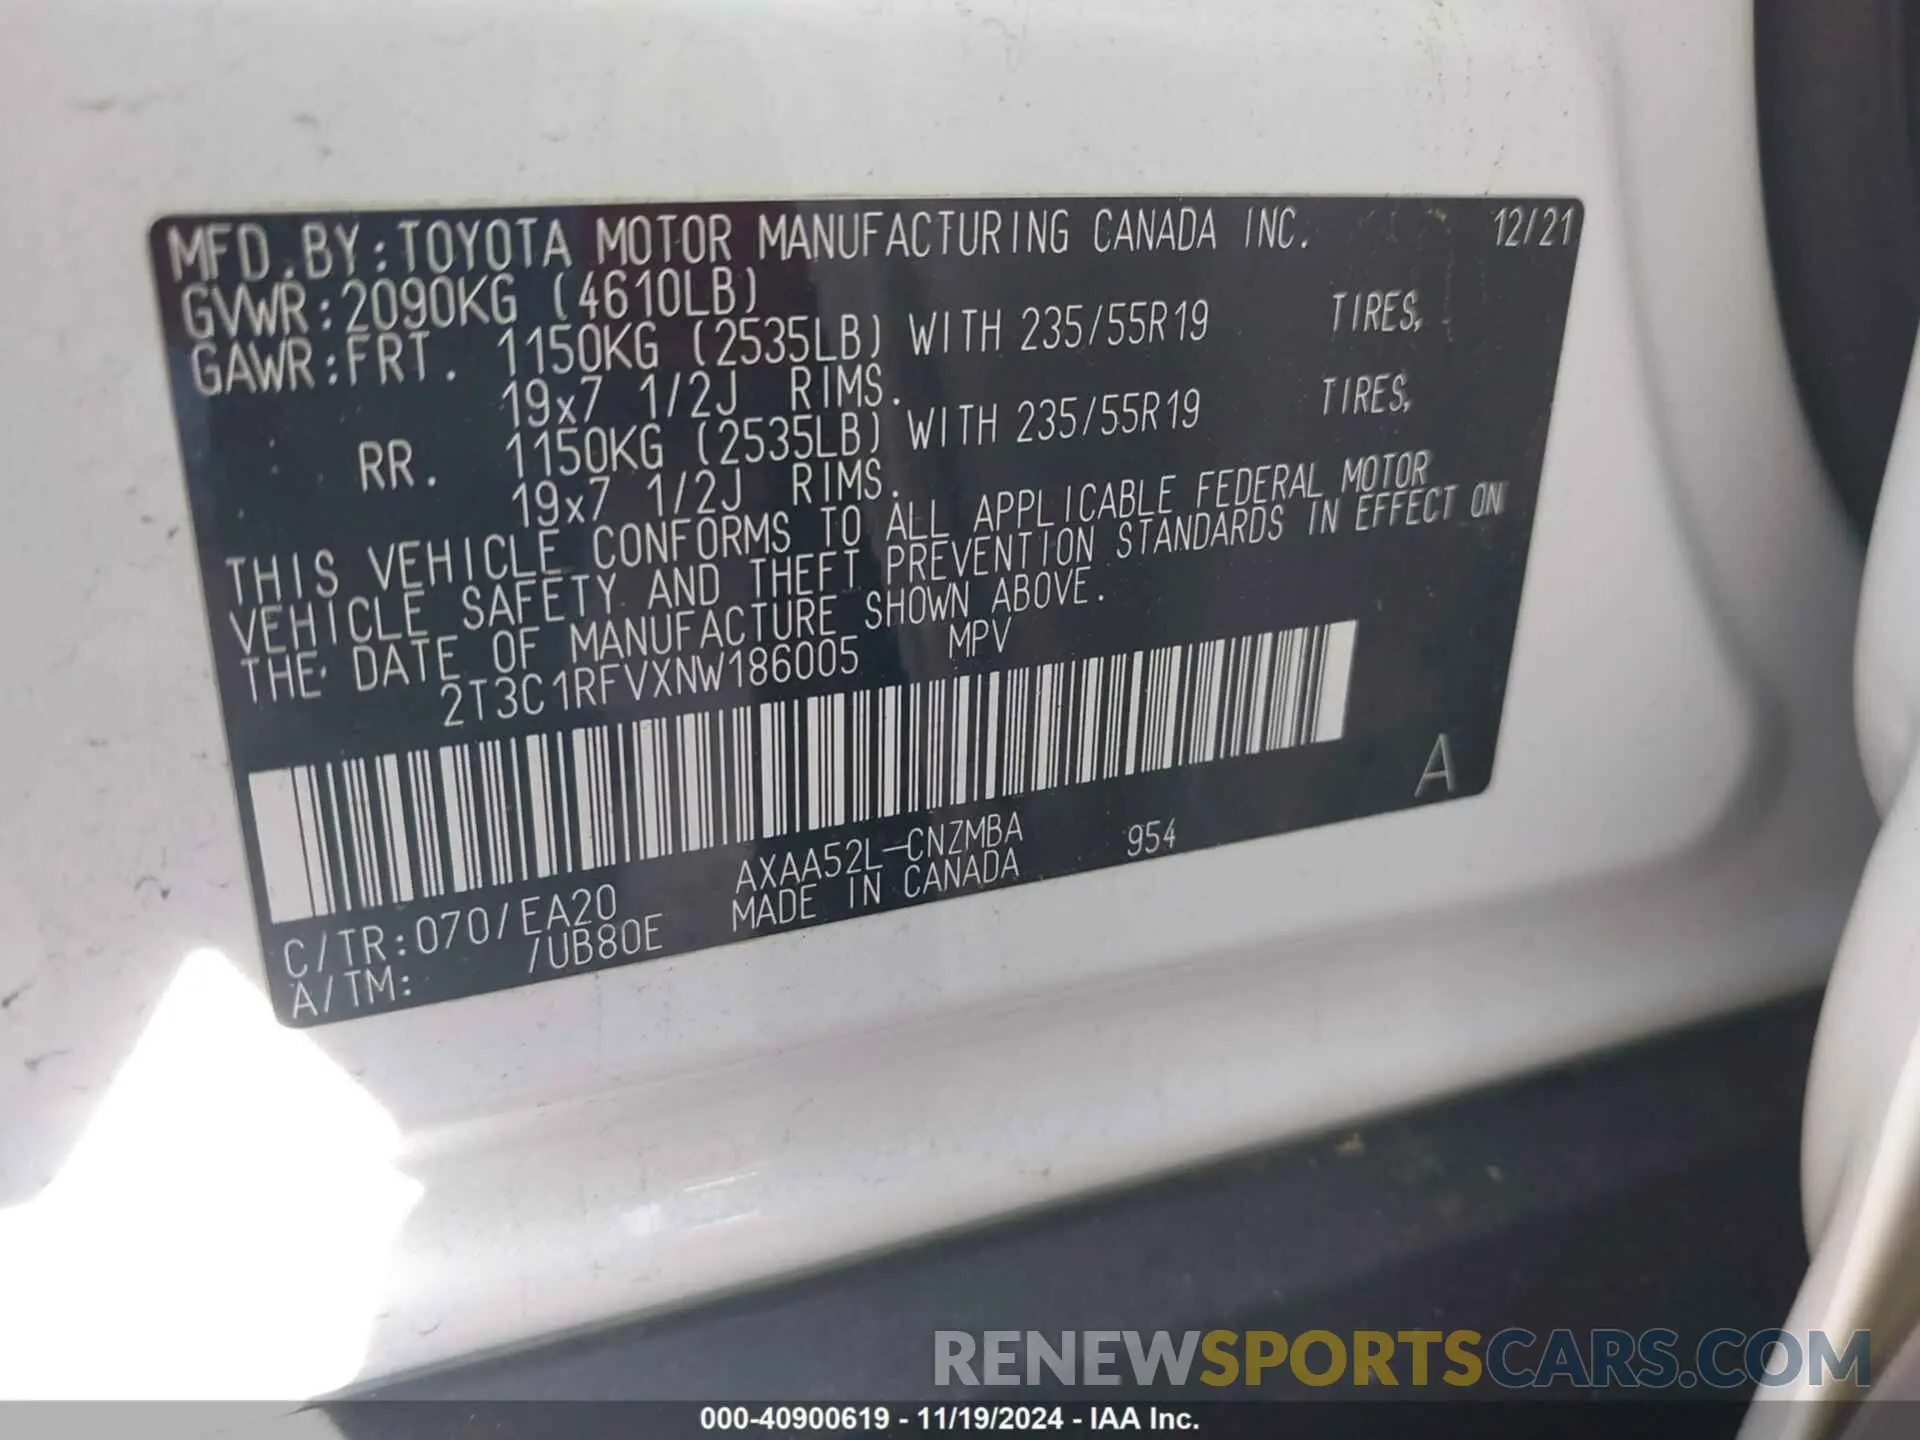 MFD.BY:TOYOTA MOTOR MANUFACTURING CANADA INC. 12/21
GVWR:2090KG (4610LB)
GAWR:FRT. 1150KG (2535LB) WITH 235/55R19 TIRES,
19x7 1/2J RIMS.
RR. 1150KG (2535LB) WITH 235/55R19 TIRES,
19x7 1/2J RIMS.
THIS VEHICLE CONFORMS TO ALL APPLICABLE FEDERAL MOTOR
VEHICLE SAFETY AND THEFT PREVENTION STANDARDS IN EFFECT ON
THE DATE OF MANUFACTURE SHOWN ABOVE.
2T3C1RFVXNW186005 MPV
A
AXAA52L-CNZMBA 954
C/TR:070/EA20 MADE IN CANADA
A/TM: /UB80E
RENEWSPORTSCARS.COM
000-40900619 - 11/19/2024 - IAA Inc.